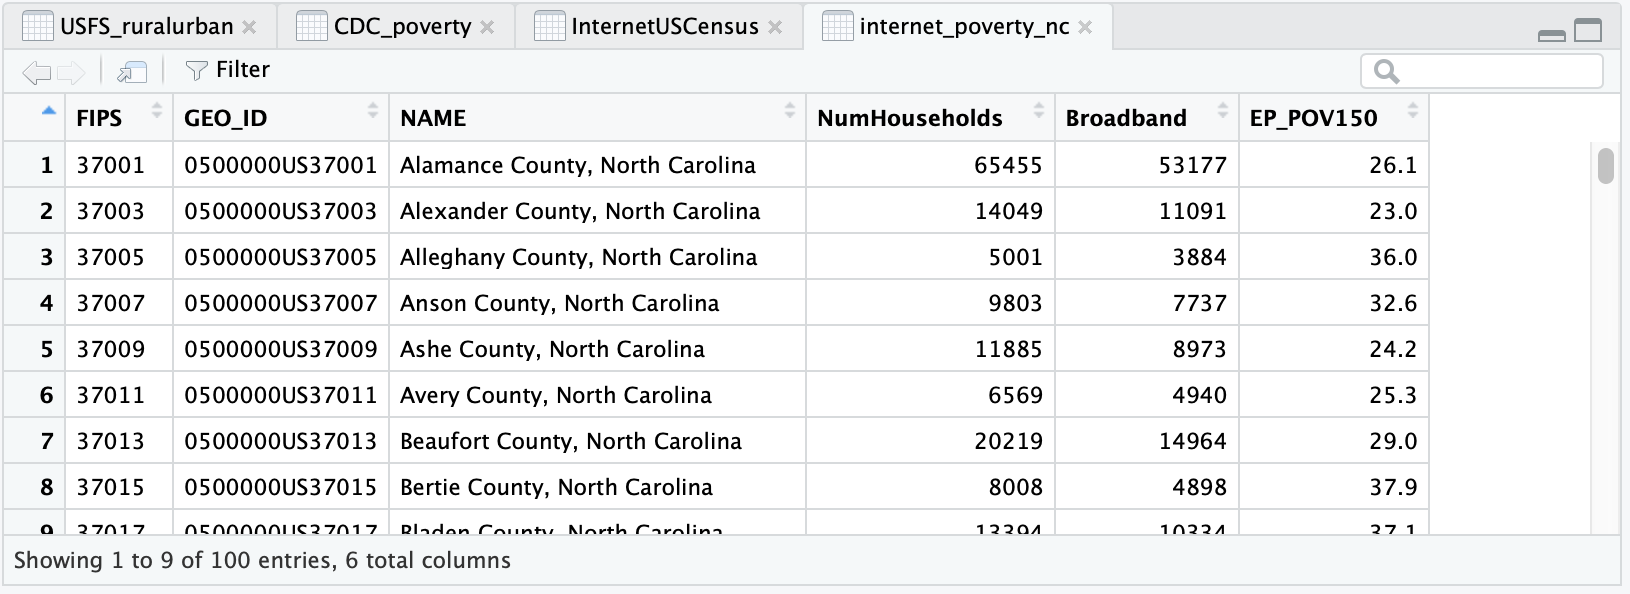 USFS_ruralurban CDC_poverty InternetUSCensus internet_poverty_nc
Filter
FIPS GEO_ID NAME NumHouseholds Broadband EP_POV150
1 37001 0500000US37001 Alamance County, North Carolina 65455 53177 26.1
2 37003 0500000US37003 Alexander County, North Carolina 14049 11091 23.0
3 37005 0500000US37005 Alleghany County, North Carolina 5001 3884 36.0
4 37007 0500000US37007 Anson County, North Carolina 9803 7737 32.6
5 37009 0500000US37009 Ashe County, North Carolina 11885 8973 24.2
6 37011 0500000US37011 Avery County, North Carolina 6569 4940 25.3
7 37013 0500000US37013 Beaufort County, North Carolina 20219 14964 29.0
8 37015 0500000US37015 Bertie County, North Carolina 8008 4898 37.9
9 37017 0500000US37017 Bladen County, North Carolina 13394 10334 37.1
Showing 1 to 9 of 100 entries, 6 total columns